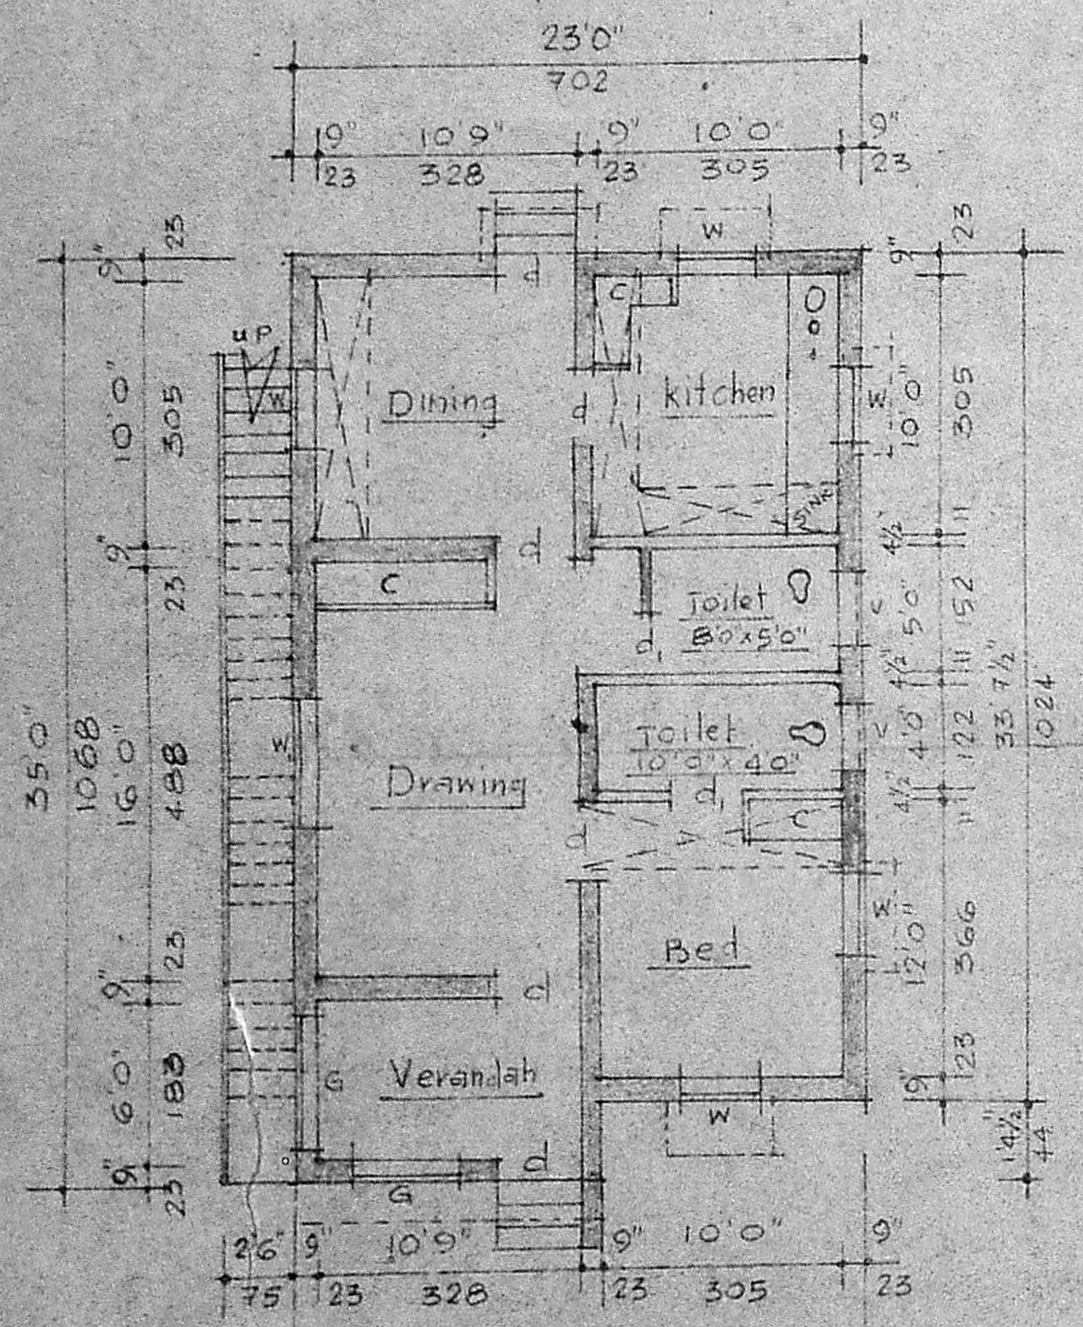 23'0"
702
9" 10'9" 9" 10'0" 9"
23 328 23 305 23
W
d
23
9"
9"
23
up
C
W
Dining
d
kitchen
W
10'0"
305
10'0"
305
SINK
9"
23
d
4½"
11
C
Toilet
8'0"x5'0"
d,
5'0"
152
4½"
11
35'0"
1068
16'0"
488
W
Drawing
Toilet
10'0"x4'0"
V
4'0"
122
33'7½"
1024
d,
4½"
11
d
C
W
12'0"
366
Bed
9"
23
d
6'0"
183
G
Verandah
9"
23
W
1'4½"
44
9"
23
d
G
2'6" 9" 10'9" 9" 10'0" 9"
75 23 328 23 305 23